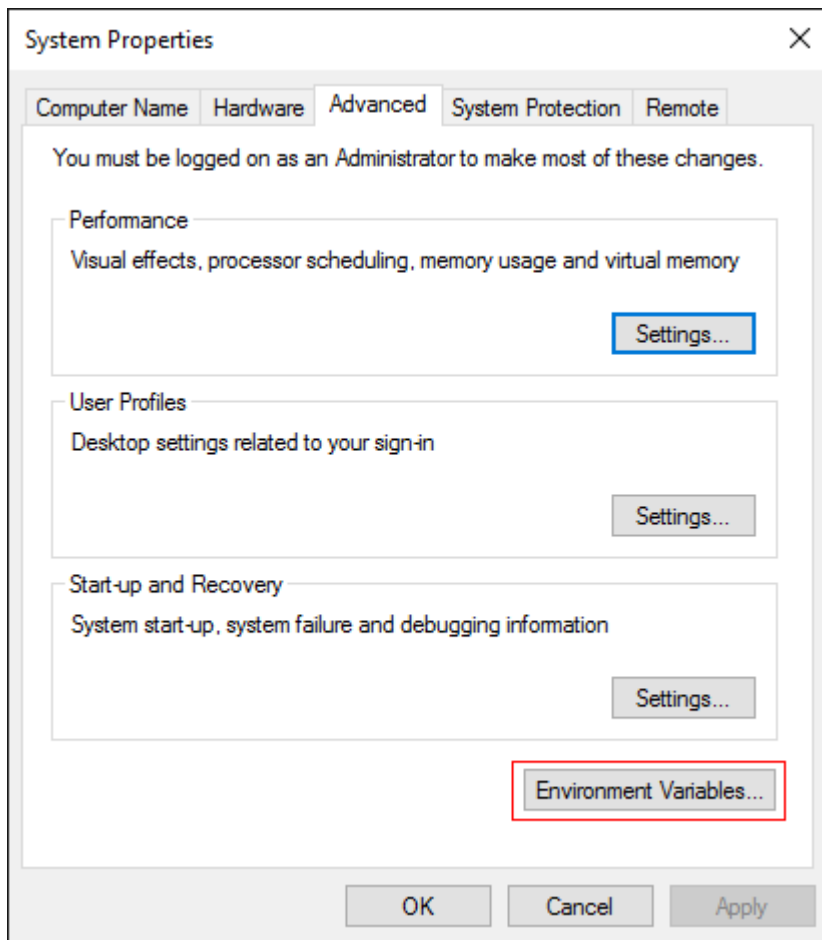 System Properties
Computer Name Hardware Advanced System Protection Remote
You must be logged on as an Administrator to make most of these changes.
Performance
Visual effects, processor scheduling, memory usage and virtual memory
Settings...
User Profiles
Desktop settings related to your sign-in
Settings...
Start-up and Recovery
System start-up, system failure and debugging information
Settings...
Environment Variables...
OK Cancel Apply